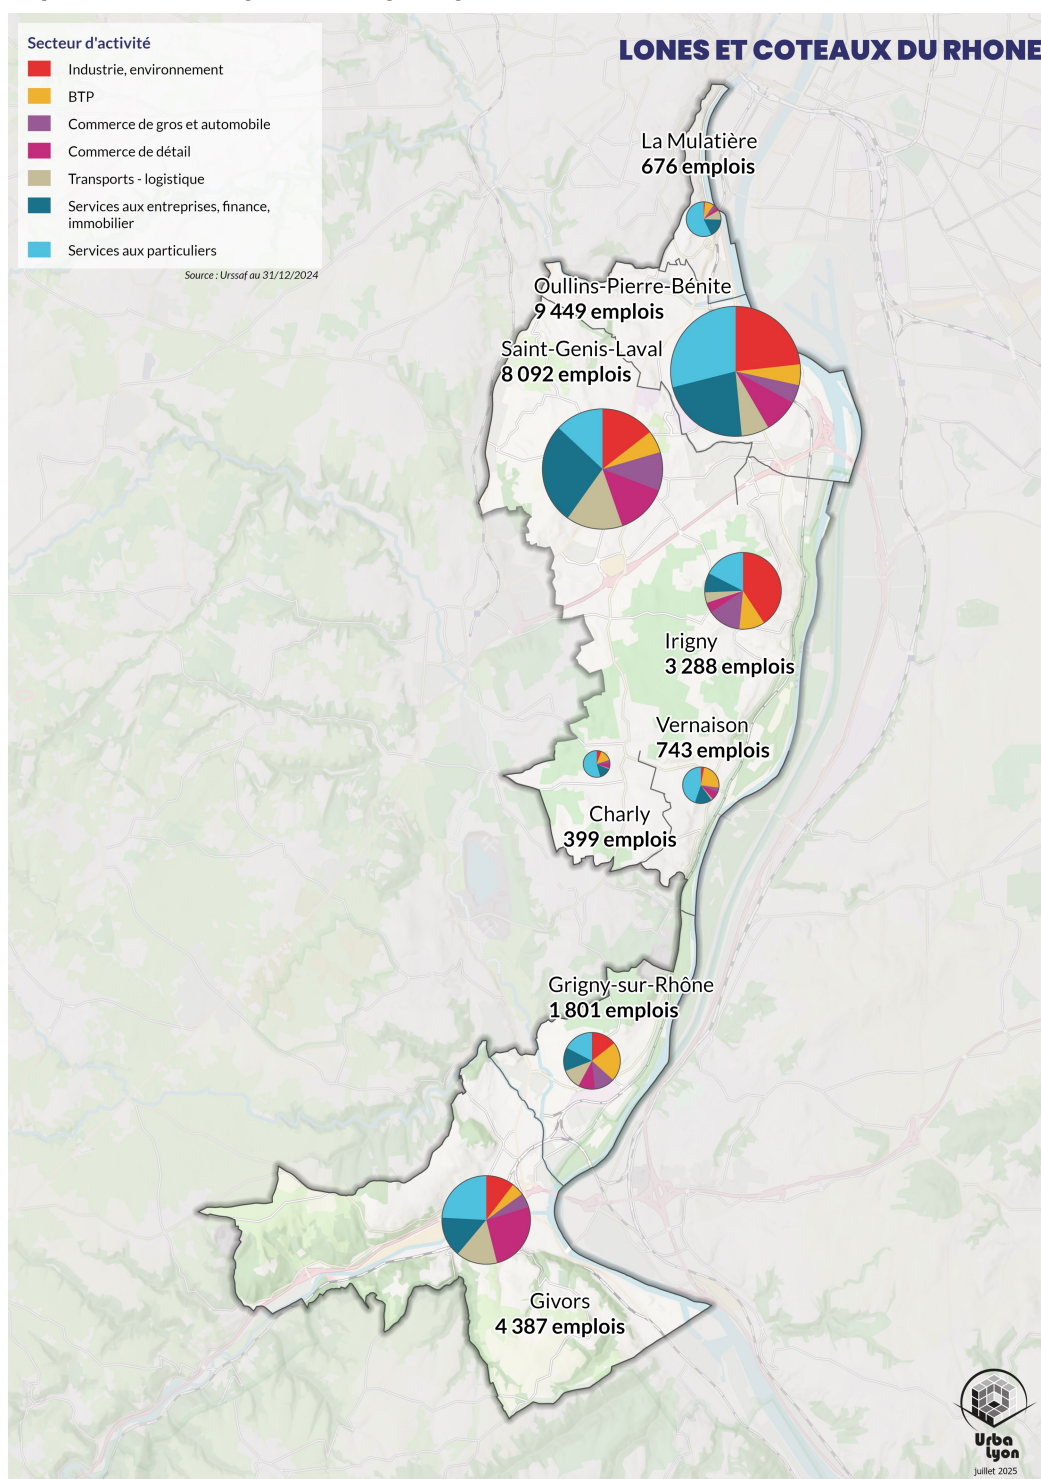 LONES ET COTEAUX DU RHONE
Secteur d'activité
Industrie, environnement
BTP
Commerce de gros et automobile
Commerce de détail
Transports - logistique
Services aux entreprises, finance,
immobilier
Services aux particuliers
Source : Urssaf au 31/12/2024
La Mulatière
676 emplois
Oullins-Pierre-Bénite
9 449 emplois
Saint-Genis-Laval
8 092 emplois
Irigny
3 288 emplois
Vernaison
743 emplois
Charly
399 emplois
Grigny-sur-Rhône
1 801 emplois
Givors
4 387 emplois
Urba
Lyon
Juillet 2025